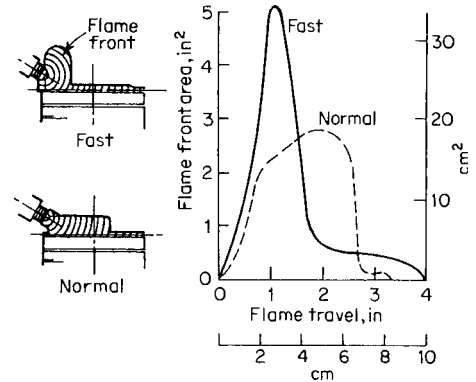 Flame
front
Fast
Normal
Flame front area, in²
5
4
3
2
1
0
Fast
Normal
30
20
10
cm²
0
1
2
3
4
Flame travel, in
2
4
6
8
10
cm